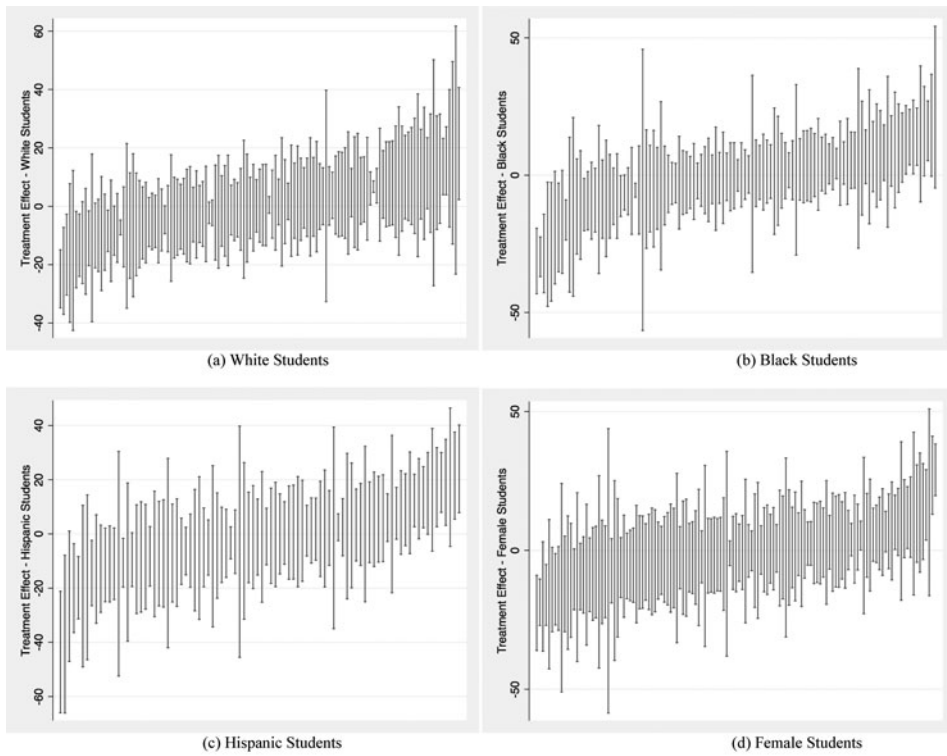 Treatment Effect - White Students
60
40
20
0
-20
-40
(a) White Students
Treatment Effect - Black Students
50
0
-50
(b) Black Students
Treatment Effect - Hispanic Students
40
20
0
-20
-40
-60
(c) Hispanic Students
Treatment Effect - Female Students
50
0
-50
(d) Female Students